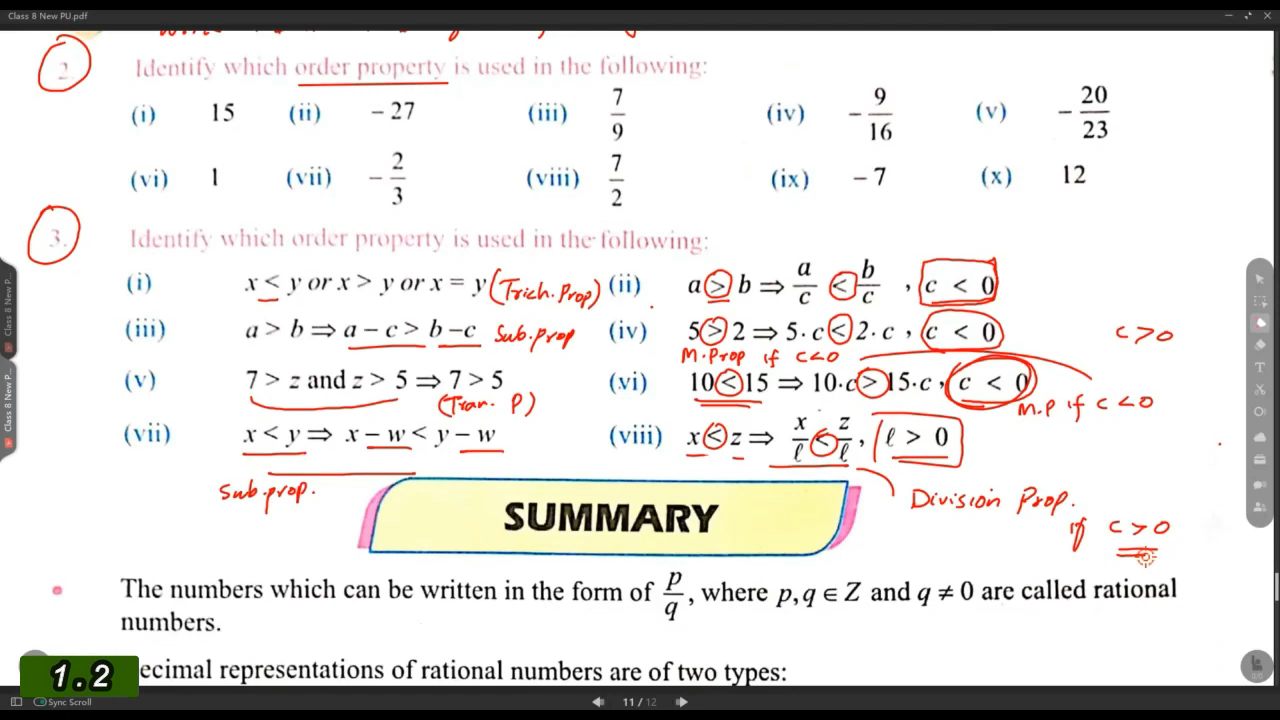 Class 8 New PU.pdf
2. Identify which order property is used in the following:
(i) 15 (ii) − 27 (iii) 7/9 (iv) − 9/16 (v) − 20/23
(vi) 1 (vii) − 2/3 (viii) 7/2 (ix) − 7 (x) 12
3. Identify which order property is used in the following:
(i) x < y or x > y or x = y (Trich. Prop) (ii) a > b ⇒ a/c < b/c , c < 0
(iii) a > b ⇒ a − c > b − c Sub. prop (iv) 5 > 2 ⇒ 5 · c < 2 · c , c < 0 c > 0
M. Prop if c < 0
(v) 7 > z and z > 5 ⇒ 7 > 5 (vi) 10 < 15 ⇒ 10 · c > 15 · c , c < 0
(Tran. P) M.P if c < 0
(vii) x < y ⇒ x − w < y − w (viii) x < z ⇒ x/ℓ < z/ℓ , ℓ > 0
Sub. prop. Division Prop.
if c > 0
SUMMARY
• The numbers which can be written in the form of p/q , where p, q ∈ Z and q ≠ 0 are called rational
numbers.
ecimal representations of rational numbers are of two types:
1.2
Sync Scroll 11 / 12